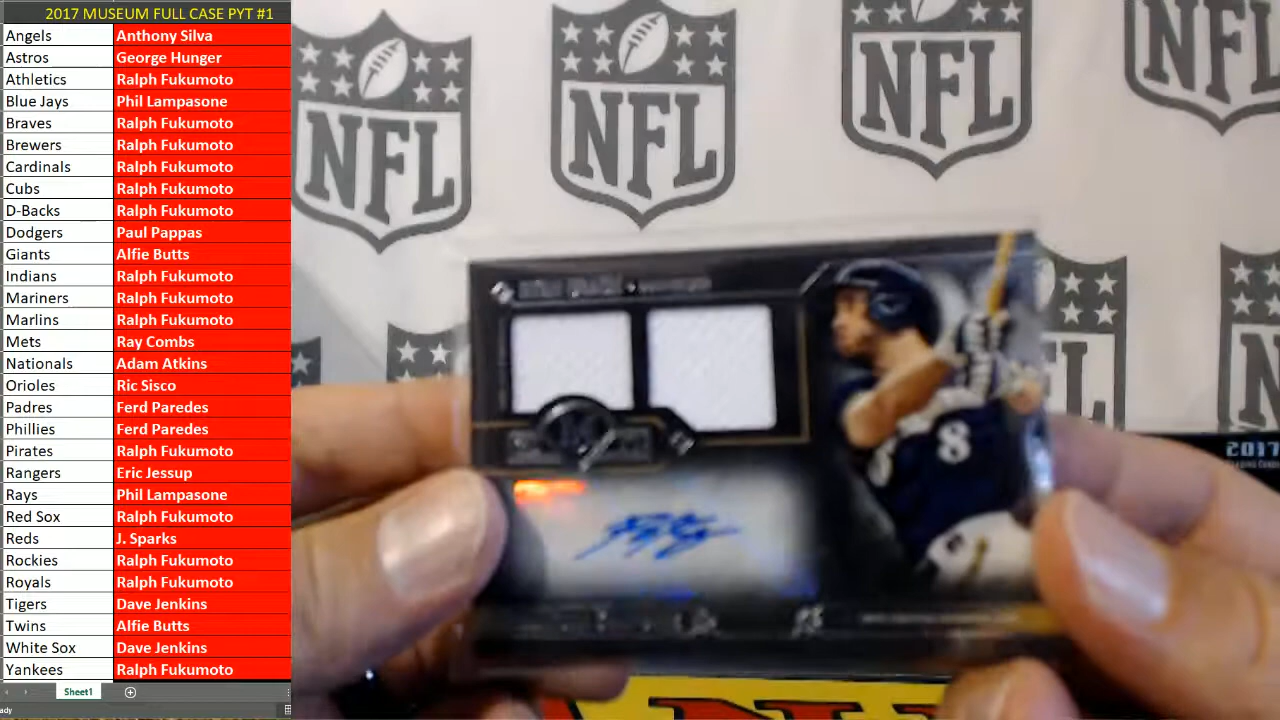 2017 MUSEUM FULL CASE PYT #1
Angels Anthony Silva
Astros George Hunger
Athletics Ralph Fukumoto
Blue Jays Phil Lampasone
Braves Ralph Fukumoto
Brewers Ralph Fukumoto
Cardinals Ralph Fukumoto
Cubs Ralph Fukumoto
D-Backs Ralph Fukumoto
Dodgers Paul Pappas
Giants Alfie Butts
Indians Ralph Fukumoto
Mariners Ralph Fukumoto
Marlins Ralph Fukumoto
Mets Ray Combs
Nationals Adam Atkins
Orioles Ric Sisco
Padres Ferd Paredes
Phillies Ferd Paredes
Pirates Ralph Fukumoto
Rangers Eric Jessup
Rays Phil Lampasone
Red Sox Ralph Fukumoto
Reds J. Sparks
Rockies Ralph Fukumoto
Royals Ralph Fukumoto
Tigers Dave Jenkins
Twins Alfie Butts
White Sox Dave Jenkins
Yankees Ralph Fukumoto
Sheet1
ady
NFL
NFL
NFL
NFL
8
2017